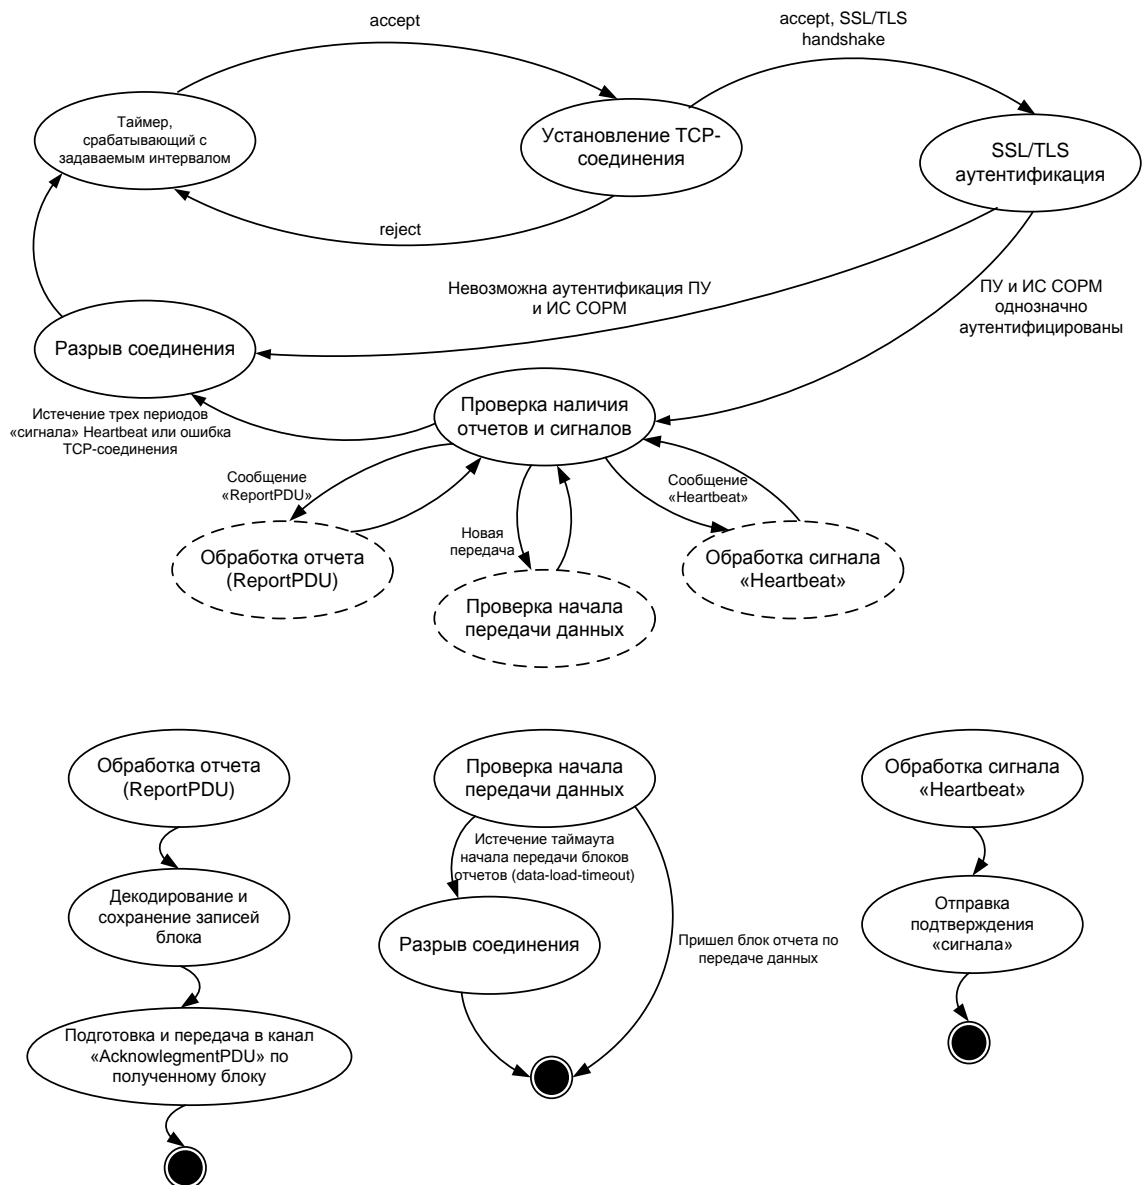 accept
accept, SSL/TLS
handshake
Таймер,
срабатывающий с
задаваемым интервалом
Установление TCP-
соединения
SSL/TLS
аутентификация
reject
Невозможна аутентификация ПУ
и ИС СОРМ
ПУ и ИС СОРМ
однозначно
аутентифицированы
Разрыв соединения
Проверка наличия
отчетов и сигналов
Истечение трех периодов
«сигнала» Heartbeat или ошибка
TCP-соединения
Сообщение
«ReportPDU»
Сообщение
«Heartbeat»
Новая
передача
Обработка отчета
(ReportPDU)
Обработка сигнала
«Heartbeat»
Проверка начала
передачи данных
Обработка отчета
(ReportPDU)
Декодирование и
сохранение записей
блока
Подготовка и передача в канал
«AcknowlegmentPDU» по
полученному блоку
Проверка начала
передачи данных
Истечение таймаута
начала передачи блоков
отчетов (data-load-timeout)
Разрыв соединения
Пришел блок отчета по
передаче данных
Обработка сигнала
«Heartbeat»
Отправка
подтверждения
«сигнала»